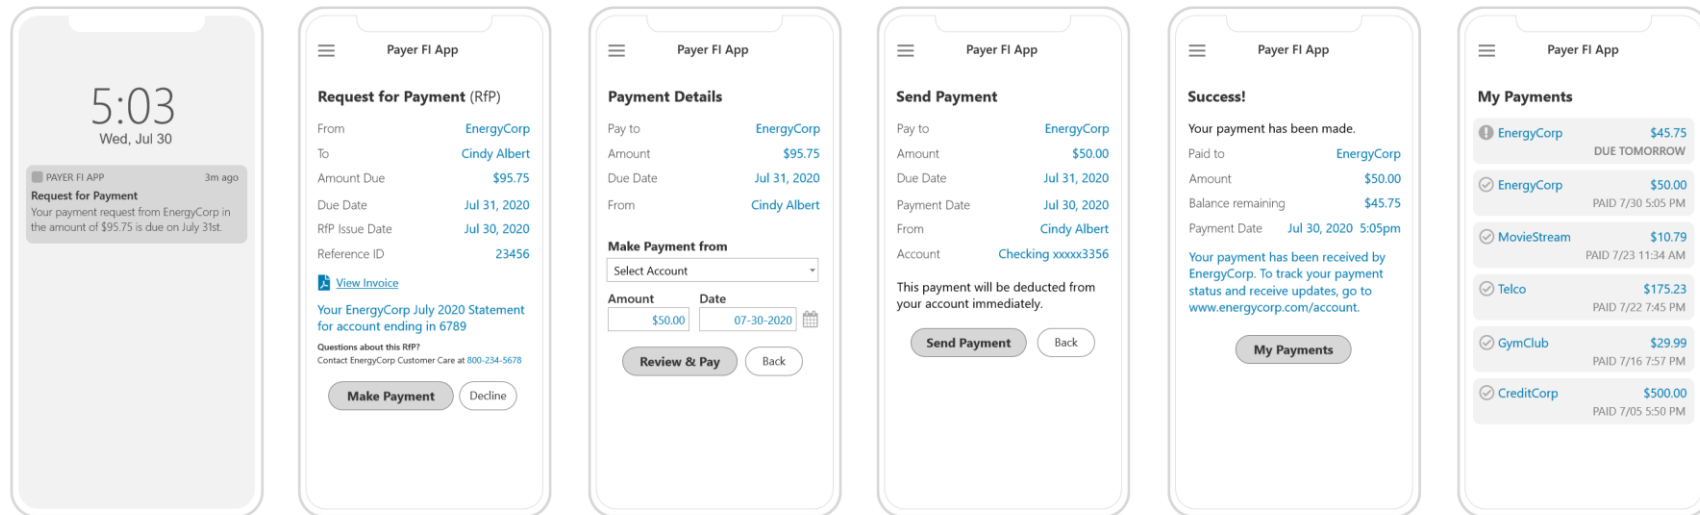 5:03
Wed, Jul 30
PAYER FI APP 3m ago
Request for Payment
Your payment request from EnergyCorp in
the amount of $95.75 is due on July 31st.
Payer FI App
Request for Payment (RfP)
From EnergyCorp
To Cindy Albert
Amount Due $95.75
Due Date Jul 31, 2020
RfP Issue Date Jul 30, 2020
Reference ID 23456
View Invoice
Your EnergyCorp July 2020 Statement
for account ending in 6789
Questions about this RfP?
Contact EnergyCorp Customer Care at 800-234-5678
Make Payment Decline
Payer FI App
Payment Details
Pay to EnergyCorp
Amount $95.75
Due Date Jul 31, 2020
From Cindy Albert
Make Payment from
Select Account
Amount Date
$50.00 07-30-2020
Review & Pay Back
Payer FI App
Send Payment
Pay to EnergyCorp
Amount $50.00
Due Date Jul 31, 2020
Payment Date Jul 30, 2020
From Cindy Albert
Account Checking xxxxx3356
This payment will be deducted from
your account immediately.
Send Payment Back
Payer FI App
Success!
Your payment has been made.
Paid to EnergyCorp
Amount $50.00
Balance remaining $45.75
Payment Date Jul 30, 2020 5:05pm
Your payment has been received by
EnergyCorp. To track your payment
status and receive updates, go to
www.energycorp.com/account.
My Payments
Payer FI App
My Payments
EnergyCorp $45.75
DUE TOMORROW
EnergyCorp $50.00
PAID 7/30 5:05 PM
MovieStream $10.79
PAID 7/23 11:34 AM
Telco $175.23
PAID 7/22 7:45 PM
GymClub $29.99
PAID 7/16 7:57 PM
CreditCorp $500.00
PAID 7/05 5:50 PM